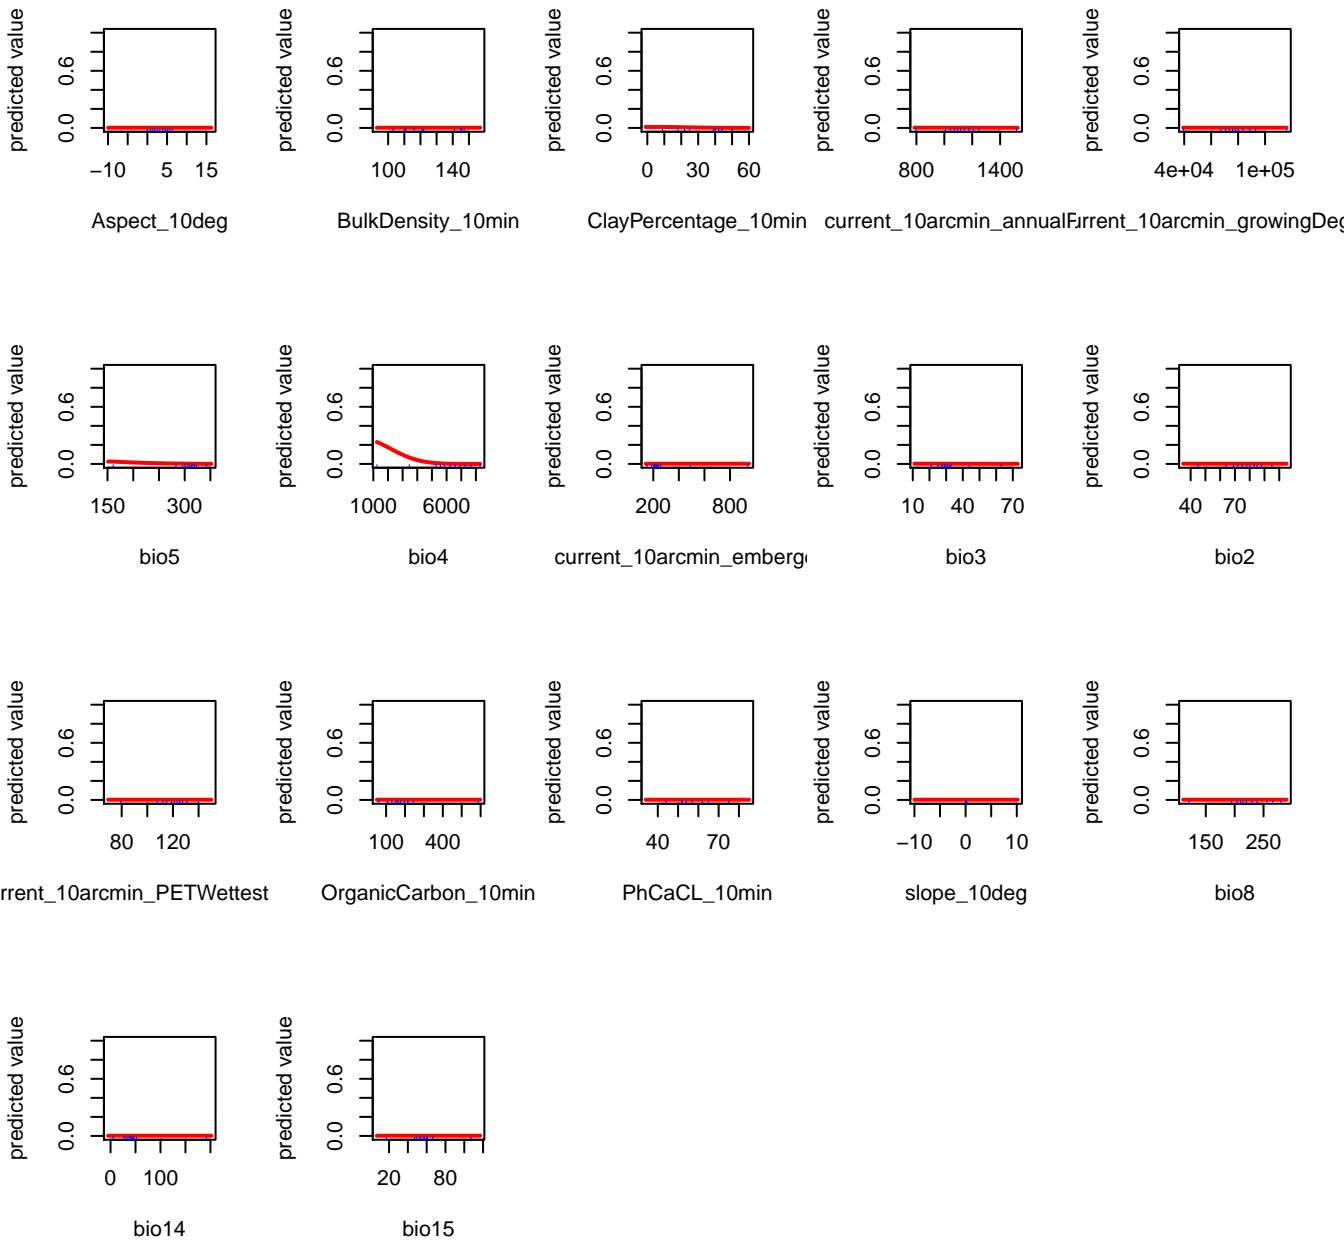 predicted value predicted value predicted value predicted value predicted value
0.6 0.6 0.6 0.6 0.6
0.0 0.0 0.0 0.0 0.0
−10 5 15 100 140 0 30 60 800 1400 4e+04 1e+05
Aspect_10deg BulkDensity_10min ClayPercentage_10min current_10arcmin_annualP urrent_10arcmin_growingDeg
predicted value predicted value predicted value predicted value predicted value
0.6 0.6 0.6 0.6 0.6
0.0 0.0 0.0 0.0 0.0
150 300 1000 6000 200 800 10 40 70 40 70
bio5 bio4 current_10arcmin_emberge bio3 bio2
predicted value predicted value predicted value predicted value predicted value
0.6 0.6 0.6 0.6 0.6
0.0 0.0 0.0 0.0 0.0
80 120 100 400 40 70 −10 0 10 150 250
rrent_10arcmin_PETWettest OrganicCarbon_10min PhCaCL_10min slope_10deg bio8
predicted value predicted value
0.6 0.6
0.0 0.0
0 100 20 80
bio14 bio15